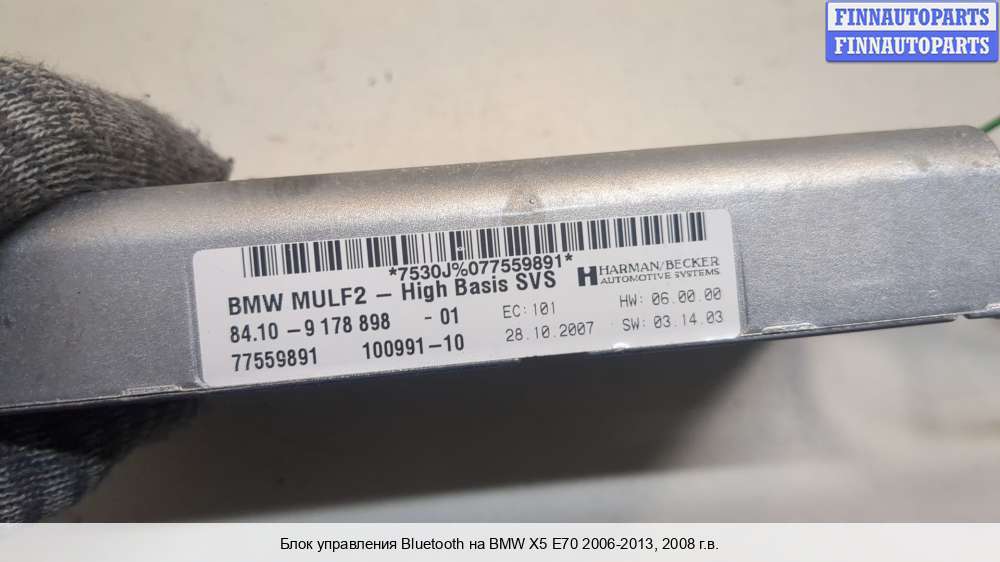 FINNAUTOPARTS
FINNAUTOPARTS
*7530J%077559891*
BMW MULF2 – High Basis SVS
HARMAN/BECKER
AUTOMOTIVE SYSTEMS
84.10 – 9 178 898 - 01
EC: 101
HW: 06.00.00
77559891 100991-10
28.10.2007
SW: 03.14.03
Блок управления Bluetooth на BMW X5 E70 2006-2013, 2008 г.в.